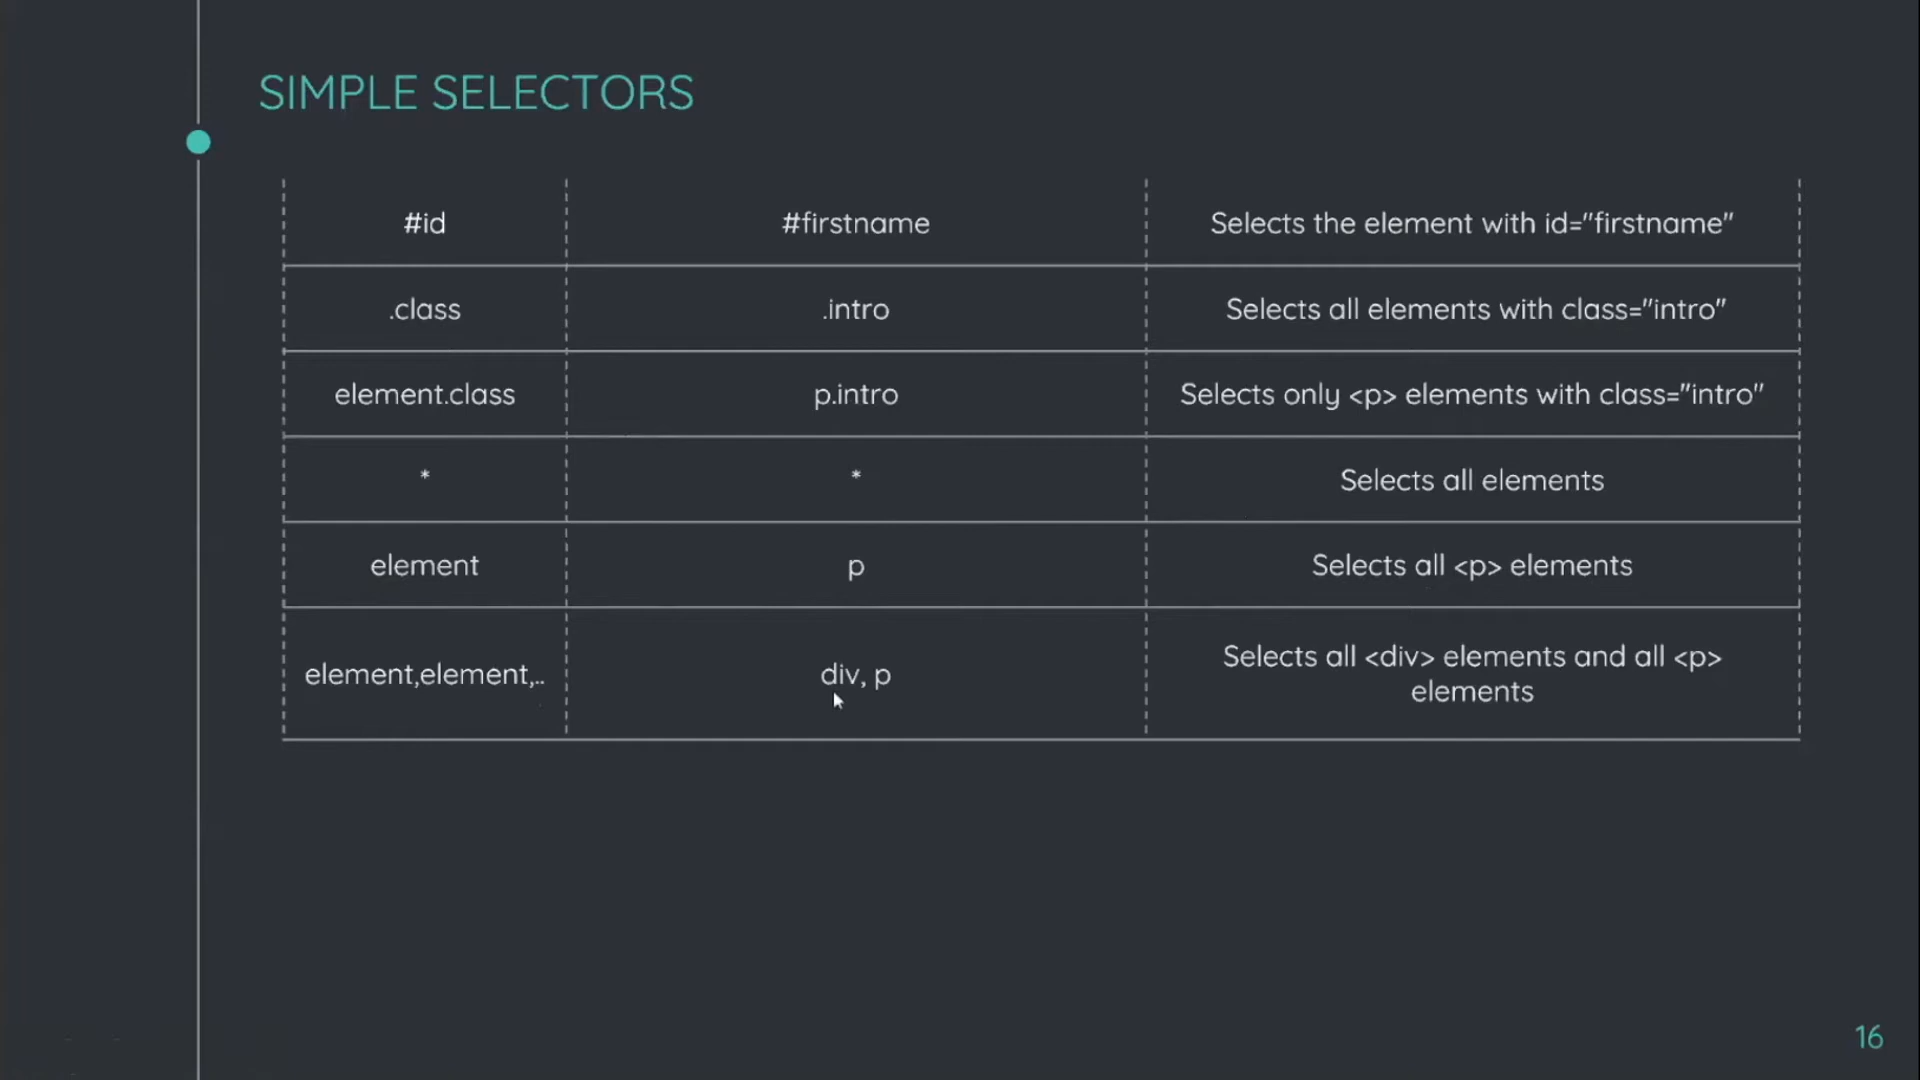 SIMPLE SELECTORS
#id #firstname Selects the element with id="firstname"
.class .intro Selects all elements with class="intro"
element.class p.intro Selects only <p> elements with class="intro"
* * Selects all elements
element p Selects all <p> elements
element,element,.. div, p Selects all <div> elements and all <p>
elements
16